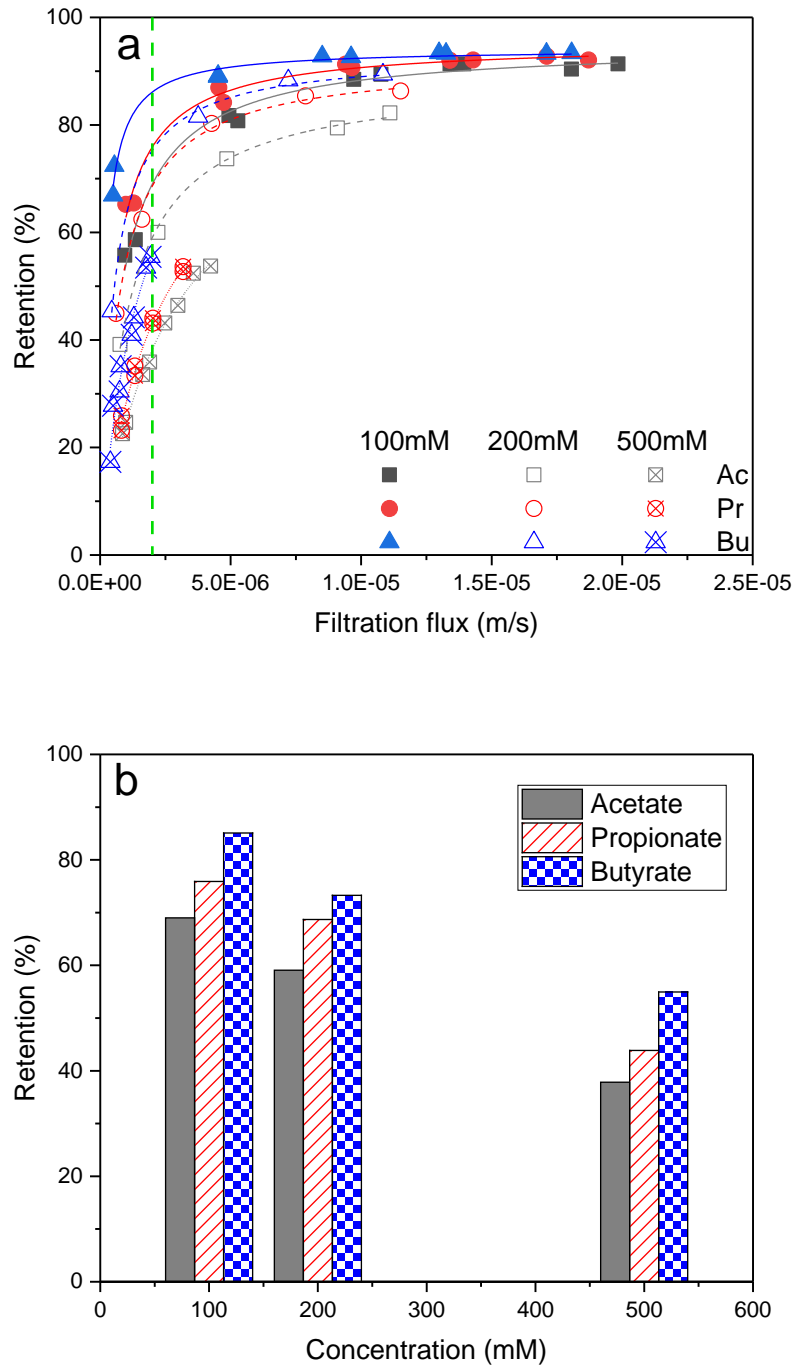 a
100
80
60
40
20
0
Retention (%)
100mM 200mM 500mM
Ac
Pr
Bu
0.0E+00 5.0E-06 1.0E-05 1.5E-05 2.0E-05 2.5E-05
Filtration flux (m/s)
b
100
80
60
40
20
0
Retention (%)
Acetate
Propionate
Butyrate
0 100 200 300 400 500 600
Concentration (mM)